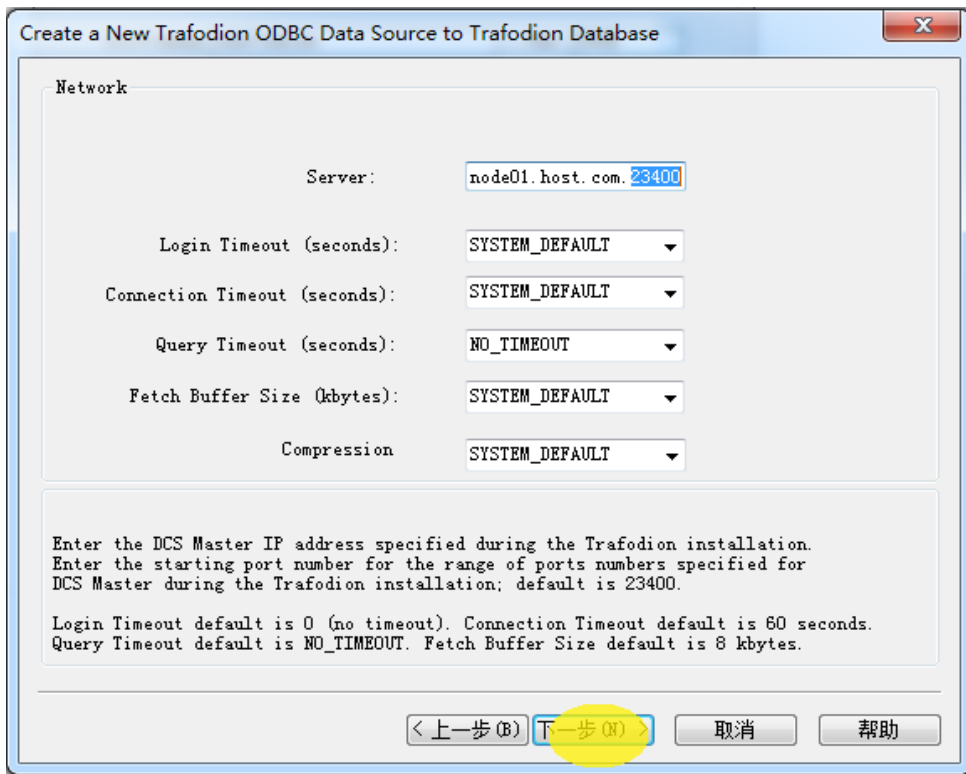 Create a New Trafodion ODBC Data Source to Trafodion Database
Network
Server: node01.host.com.23400
Login Timeout (seconds): SYSTEM_DEFAULT
Connection Timeout (seconds): SYSTEM_DEFAULT
Query Timeout (seconds): NO_TIMEOUT
Fetch Buffer Size (kbytes): SYSTEM_DEFAULT
Compression SYSTEM_DEFAULT
Enter the DCS Master IP address specified during the Trafodion installation.
Enter the starting port number for the range of ports numbers specified for
DCS Master during the Trafodion installation; default is 23400.
Login Timeout default is 0 (no timeout). Connection Timeout default is 60 seconds.
Query Timeout default is NO_TIMEOUT. Fetch Buffer Size default is 8 kbytes.
< 上一步(B) 下一步(N) > 取消 帮助